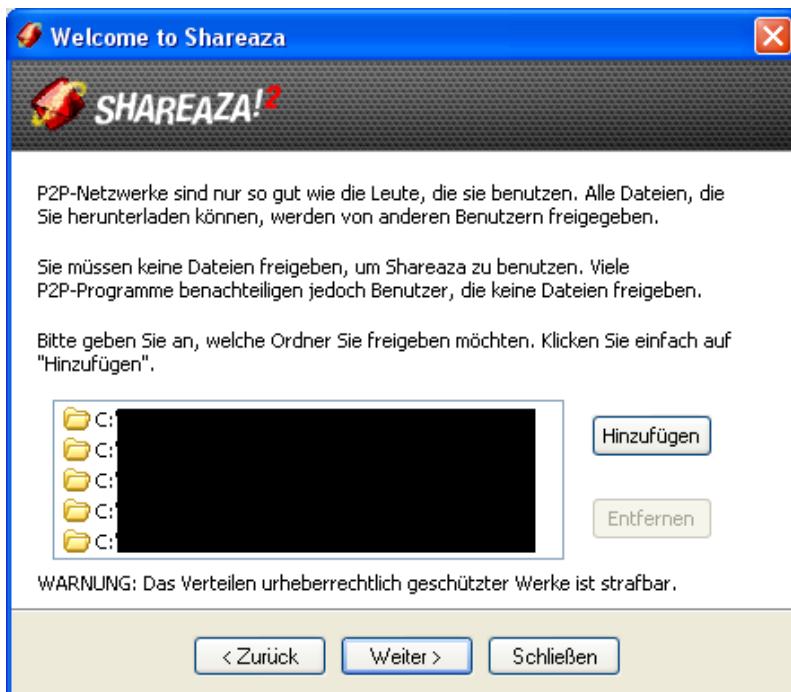 Welcome to Shareaza
SHAREAZA!2
P2P-Netzwerke sind nur so gut wie die Leute, die sie benutzen. Alle Dateien, die
Sie herunterladen können, werden von anderen Benutzern freigegeben.
Sie müssen keine Dateien freigeben, um Shareaza zu benutzen. Viele
P2P-Programme benachteiligen jedoch Benutzer, die keine Dateien freigeben.
Bitte geben Sie an, welche Ordner Sie freigeben möchten. Klicken Sie einfach auf
"Hinzufügen".
C:
C:
C:
C:
C:
Hinzufügen
Entfernen
WARNUNG: Das Verteilen urheberrechtlich geschützter Werke ist strafbar.
< Zurück Weiter > Schließen